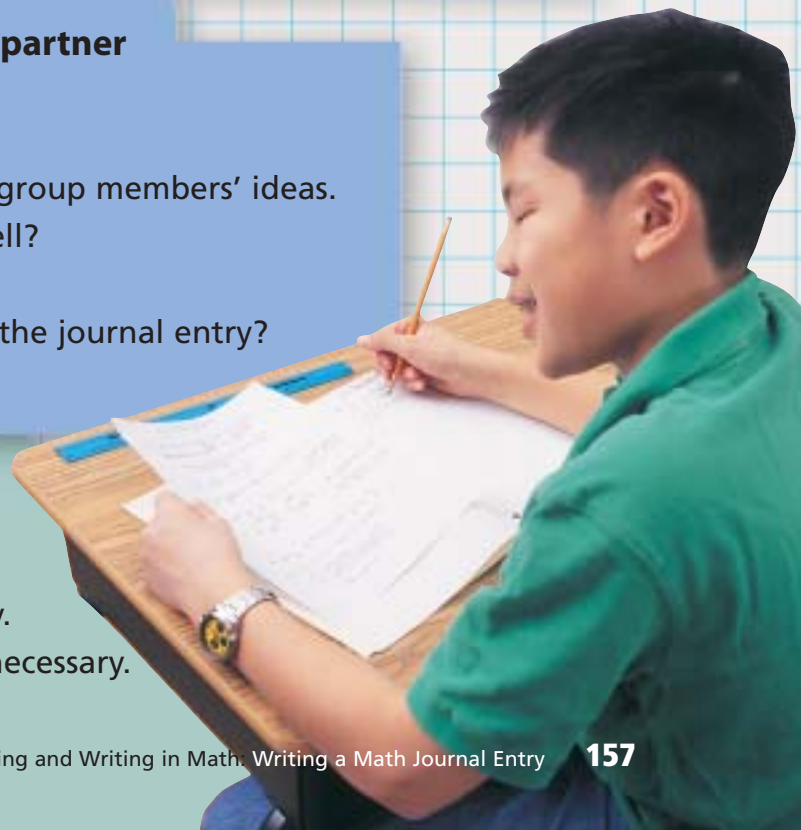 partner
group members’ ideas.
ell?
the journal entry?
y.
necessary.
ing and Writing in Math: Writing a Math Journal Entry 157